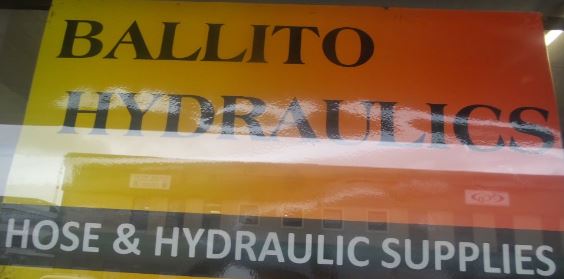 BALLITO
HYDRAULICS
HOSE & HYDRAULIC SUPPLIES